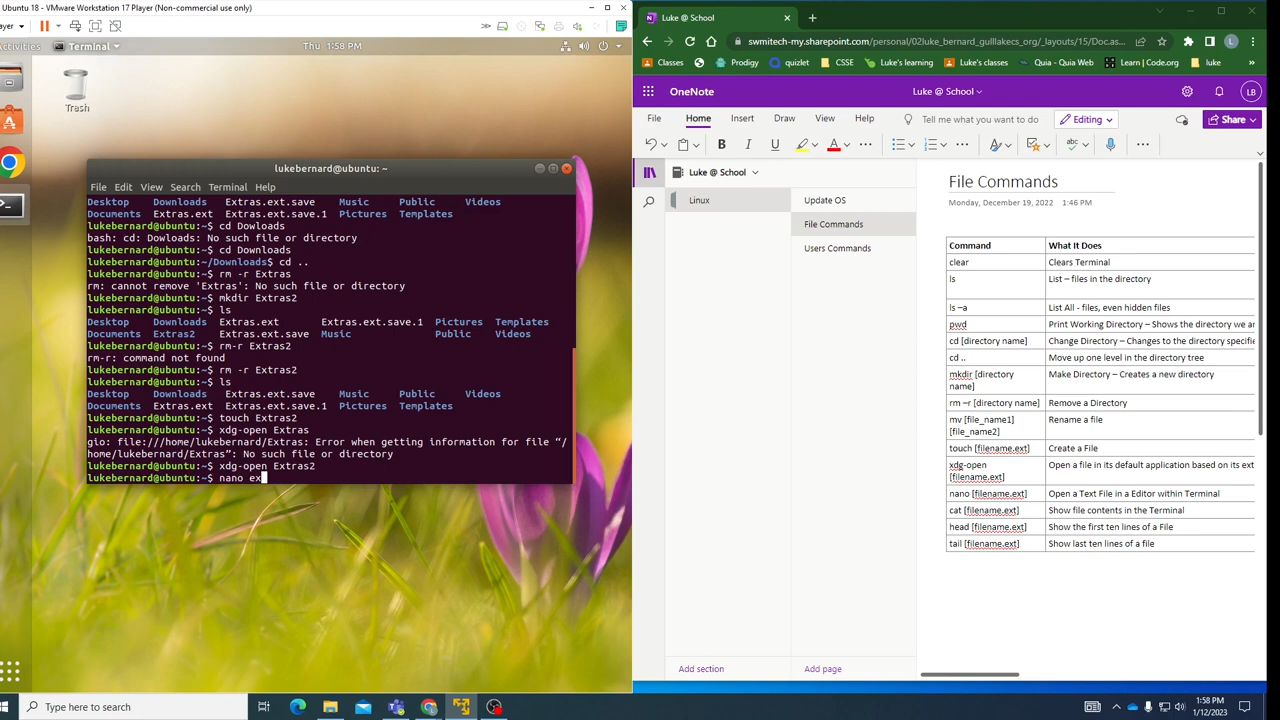 Ubuntu 18 - VMware Workstation 17 Player (Non-commercial use only)
ayer
Activities
Terminal
Thu 1:58 PM
Trash
lukebernard@ubuntu: ~
File Edit View Search Terminal Help
Desktop Downloads Extras.ext.save Music Public Videos
Documents Extras.ext Extras.ext.save.1 Pictures Templates
lukebernard@ubuntu:~$ cd Dowloads
bash: cd: Dowloads: No such file or directory
lukebernard@ubuntu:~$ cd Downloads
lukebernard@ubuntu:~/Downloads$ cd ..
lukebernard@ubuntu:~$ rm -r Extras
rm: cannot remove 'Extras': No such file or directory
lukebernard@ubuntu:~$ mkdir Extras2
lukebernard@ubuntu:~$ ls
Desktop Downloads Extras.ext Extras.ext.save.1 Pictures Templates
Documents Extras2 Extras.ext.save Music Public Videos
lukebernard@ubuntu:~$ rm-r Extras2
rm-r: command not found
lukebernard@ubuntu:~$ rm -r Extras2
lukebernard@ubuntu:~$ ls
Desktop Downloads Extras.ext.save Music Public Videos
Documents Extras.ext Extras.ext.save.1 Pictures Templates
lukebernard@ubuntu:~$ touch Extras2
lukebernard@ubuntu:~$ xdg-open Extras
gio: file:///home/lukebernard/Extras: Error when getting information for file “/
home/lukebernard/Extras”: No such file or directory
lukebernard@ubuntu:~$ xdg-open Extras2
lukebernard@ubuntu:~$ nano ex
Luke @ School
swmitech-my.sharepoint.com/personal/02luke_bernard_gulllakecs_org/_layouts/15/Doc.as...
L
Classes CSSE Prodigy quizlet CSSE Luke's learning Luke's classes Quia - Quia Web Learn | Code.org luke »
OneNote
Luke @ School
LB
File Home Insert Draw View Help Tell me what you want to do Editing Share
B I U A abc
Luke @ School
Linux
Update OS
File Commands
Users Commands
Add section
Add page
File Commands
Monday, December 19, 2022 1:46 PM
Command What It Does
clear Clears Terminal
ls List – files in the directory
ls –a List All - files, even hidden files
pwd Print Working Directory – Shows the directory we ar
cd [directory name] Change Directory – Changes to the directory specifie
cd .. Move up one level in the directory tree
mkdir [directory Make Directory – Creates a new directory
name]
rm –r [directory name] Remove a Directory
mv [file_name1] Rename a file
[file_name2]
touch [filename.ext] Create a File
xdg-open Open a file in its default application based on its ext
[filename.ext]
nano [filename.ext] Open a Text File in a Editor within Terminal
cat [filename.ext] Show file contents in the Terminal
head [filename.ext] Show the first ten lines of a File
tail [filename.ext] Show last ten lines of a file
Type here to search
1:58 PM
1/12/2023